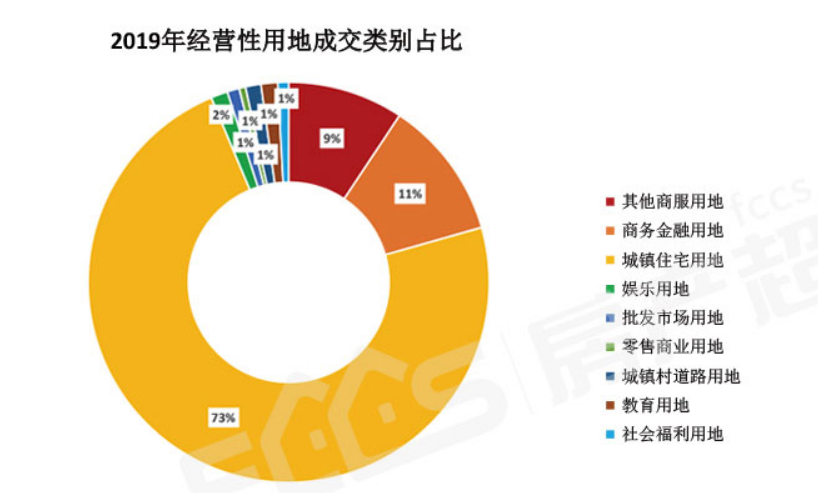 2019年经营性用地成交类别占比
1%
2%
1%
1%
1%
1%
9%
11%
73%
其他商服用地
商务金融用地
城镇住宅用地
娱乐用地
批发市场用地
零售商业用地
城镇村道路用地
教育用地
社会福利用地
fccs
房产超
fccs